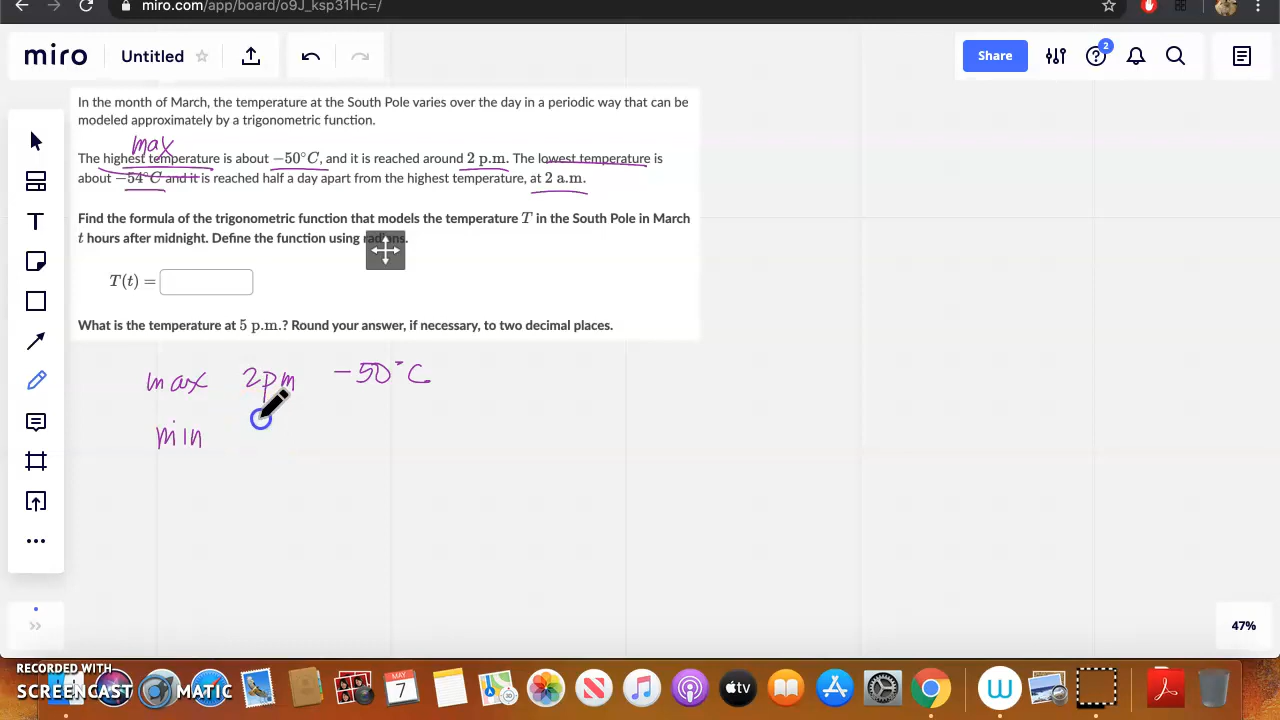 miro.com/app/board/o9J_ksp31Hc=/
miro Untitled Share 2
In the month of March, the temperature at the South Pole varies over the day in a periodic way that can be
modeled approximately by a trigonometric function.
max
The highest temperature is about −50°C, and it is reached around 2 p.m. The lowest temperature is
about −54°C and it is reached half a day apart from the highest temperature, at 2 a.m.
Find the formula of the trigonometric function that models the temperature T in the South Pole in March
t hours after midnight. Define the function using radians.
T(t) =
What is the temperature at 5 p.m.? Round your answer, if necessary, to two decimal places.
max 2pm −50°C
min
47%
RECORDED WITH
SCREENCAST MATIC
MAY
7
tv